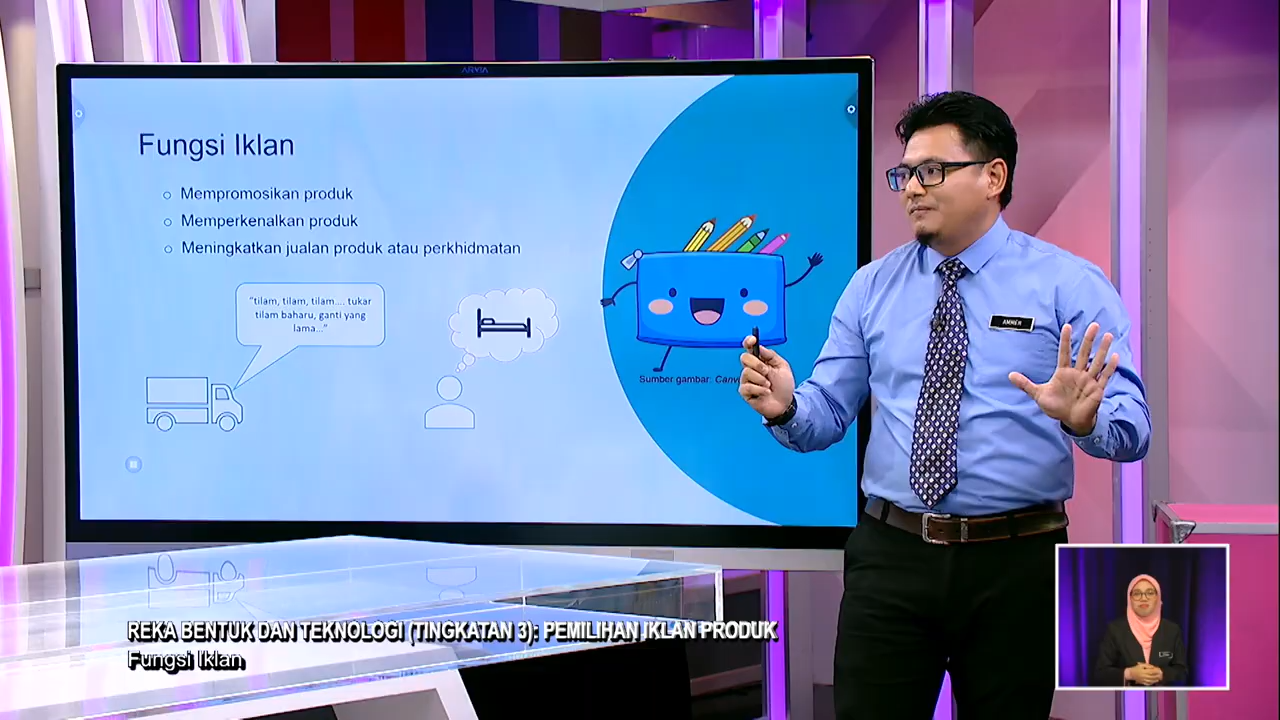 ARVIA
Fungsi Iklan
Mempromosikan produk
Memperkenalkan produk
Meningkatkan jualan produk atau perkhidmatan
"tilam, tilam, tilam.... tukar
tilam baharu, ganti yang
lama..."
Sumber gambar:
AMMER
REKA BENTUK DAN TEKNOLOGI (TINGKATAN 3): PEMILIHAN IKLAN PRODUK
Fungsi Iklan